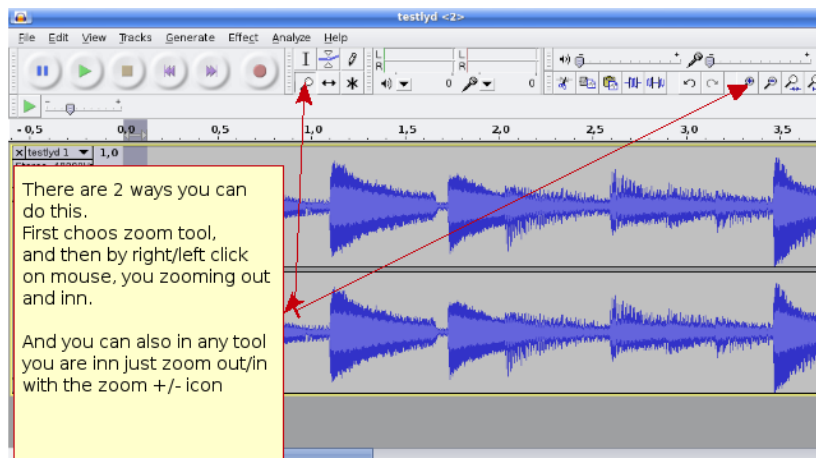 testlyd <2>
File Edit View Tracks Generate Effect Analyze Help
L
R
L
R
0
0
- 0,5 0,0 0,5 1,0 1,5 2,0 2,5 3,0 3,5
testlyd 1 1,0
There are 2 ways you can
do this.
First choos zoom tool,
and then by right/left click
on mouse, you zooming out
and inn.
And you can also in any tool
you are inn just zoom out/in
with the zoom +/- icon